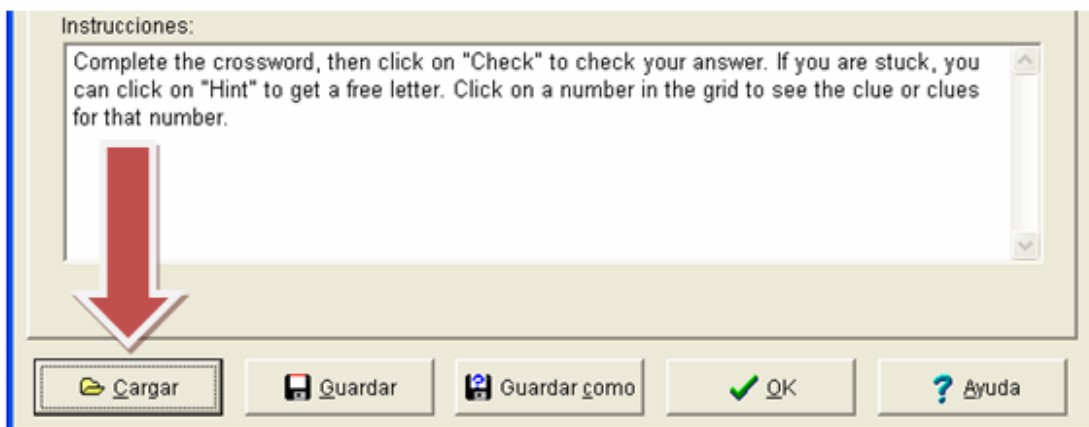 Instrucciones:
Complete the crossword, then click on "Check" to check your answer. If you are stuck, you
can click on "Hint" to get a free letter. Click on a number in the grid to see the clue or clues
for that number.
Cargar Guardar Guardar como OK Ayuda